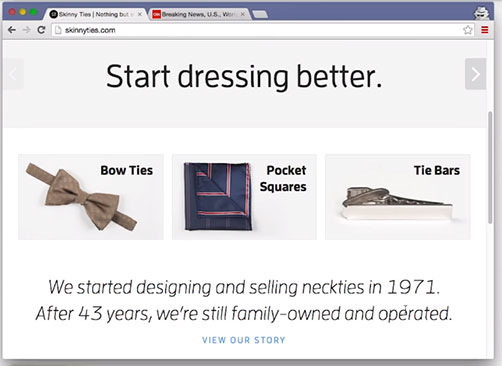 Skinny Ties | Nothing but
Breaking News, U.S., Worl
skinnyties.com
Start dressing better.
Bow Ties
Pocket
Squares
Tie Bars
We started designing and selling neckties in 1971.
After 43 years, we're still family-owned and operated.
VIEW OUR STORY